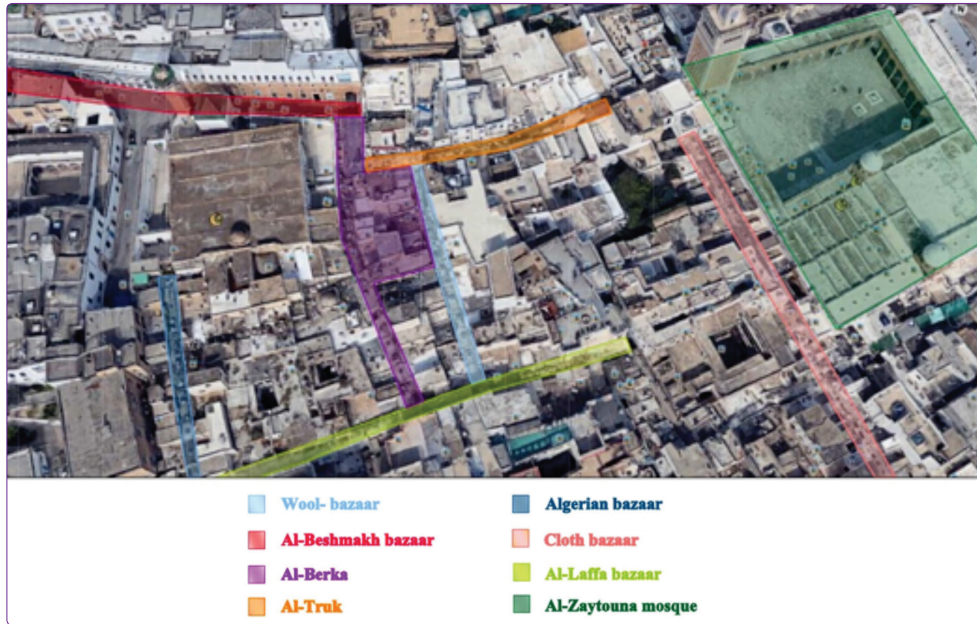 Wool- bazaar
Algerian bazaar
Al-Beshmakh bazaar
Cloth bazaar
Al-Berka
Al-Laffa bazaar
Al-Truk
Al-Zaytouna mosque